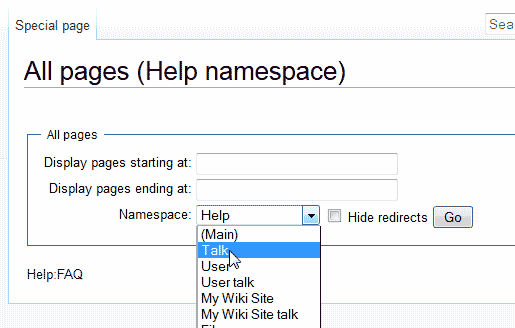 Special page
Sea
All pages (Help namespace)
All pages
Display pages starting at:
Display pages ending at:
Namespace: Help Hide redirects Go
(Main)
Talk
User
User talk
My Wiki Site
My Wiki Site talk
Help:FAQ